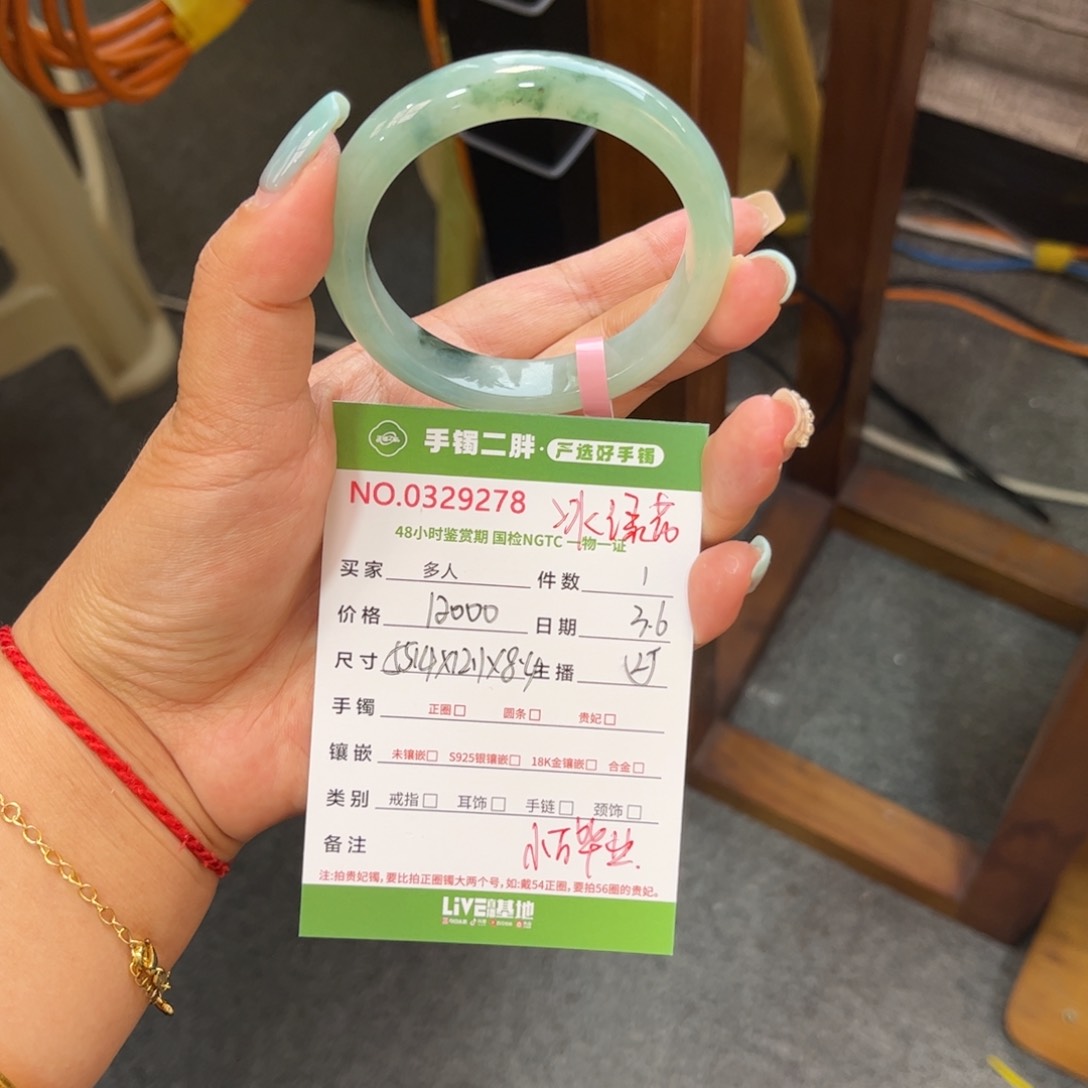 手镯二胖·严选好手镯
NO.0329278 冰绿花
48小时鉴赏期 国检NGTC 一物一证
买家 多人 件数 1
价格 12000 日期 3.6
尺寸 55.4X12.1X8.4 主播
手镯 正圈□ 圆条□ 贵妃□
镶嵌 未镶嵌□ S925银镶嵌□ 18K金镶嵌□ 合金□
类别 戒指□ 耳饰□ 手链□ 颈饰□
备注
注:拍贵妃镯,要比拍正圈镯大两个号,如:戴54正圈,要拍56圈的贵妃。
LiVE 基地